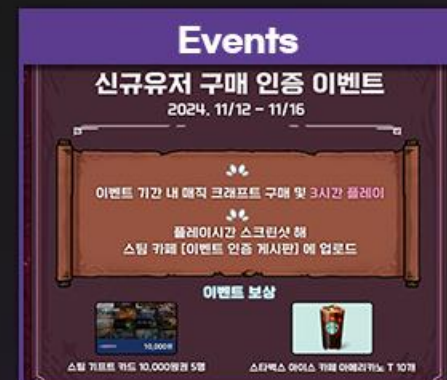 Events
신규유저 구매 인증 이벤트
2024. 11/12 - 11/16
이벤트 기간 내 매직 크래프트 구매 및 3시간 플레이
플레이시간 스크린샷 해
스팀 카페 [이벤트 인증 게시판] 에 업로드
이벤트 보상
10,000원
스팀 기프트 카드 10,000원권 5명
스타벅스 아이스 카페 아메리카노 T 10개